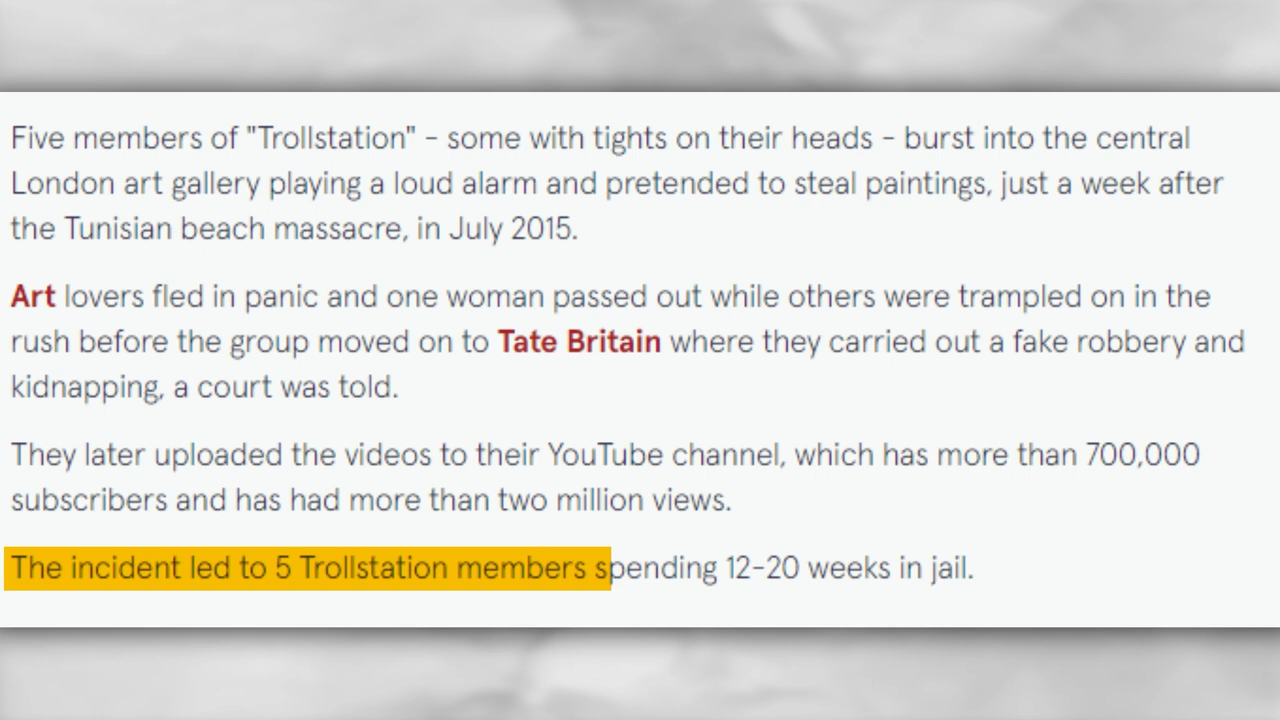 Five members of "Trollstation" - some with tights on their heads - burst into the central
London art gallery playing a loud alarm and pretended to steal paintings, just a week after
the Tunisian beach massacre, in July 2015.
Art lovers fled in panic and one woman passed out while others were trampled on in the
rush before the group moved on to Tate Britain where they carried out a fake robbery and
kidnapping, a court was told.
They later uploaded the videos to their YouTube channel, which has more than 700,000
subscribers and has had more than two million views.
The incident led to 5 Trollstation members spending 12-20 weeks in jail.